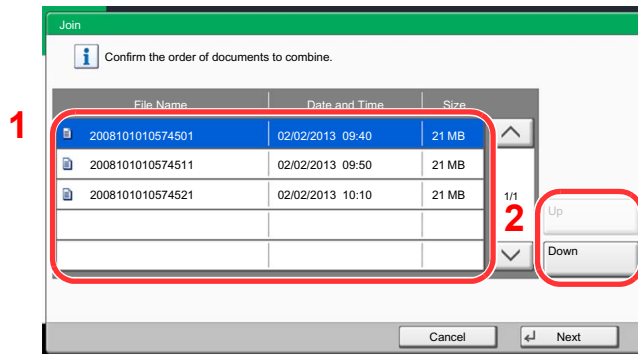 Join
Confirm the order of documents to combine.
1
File Name Date and Time Size
2008101010574501 02/02/2013 09:40 21 MB
2008101010574511 02/02/2013 09:50 21 MB
2008101010574521 02/02/2013 10:10 21 MB
1/1
2
Up
Down
Cancel Next